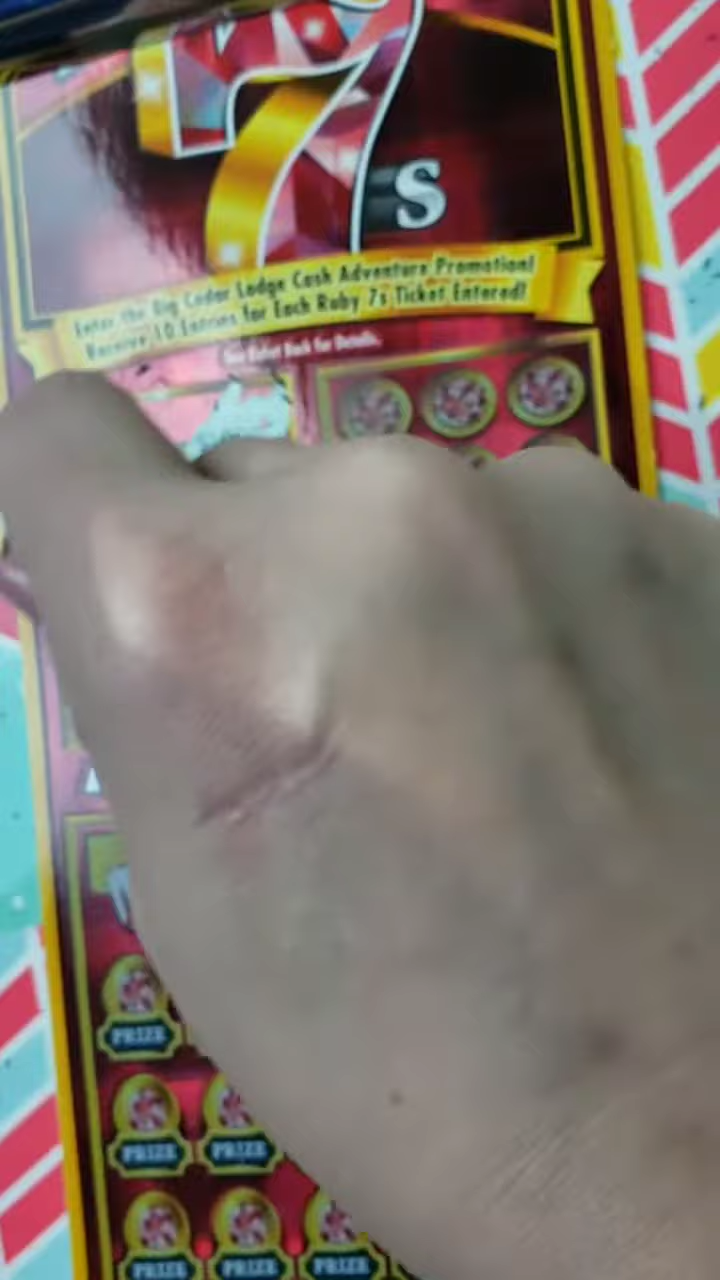 7s
Enter the Big Cedar Lodge Cash Adventure Promotion!
Receive 10 Entries for Each Ruby 7s Ticket Entered!
See Ticket Back for Details.
PRIZE
PRIZE PRIZE
PRIZE PRIZE PRIZE